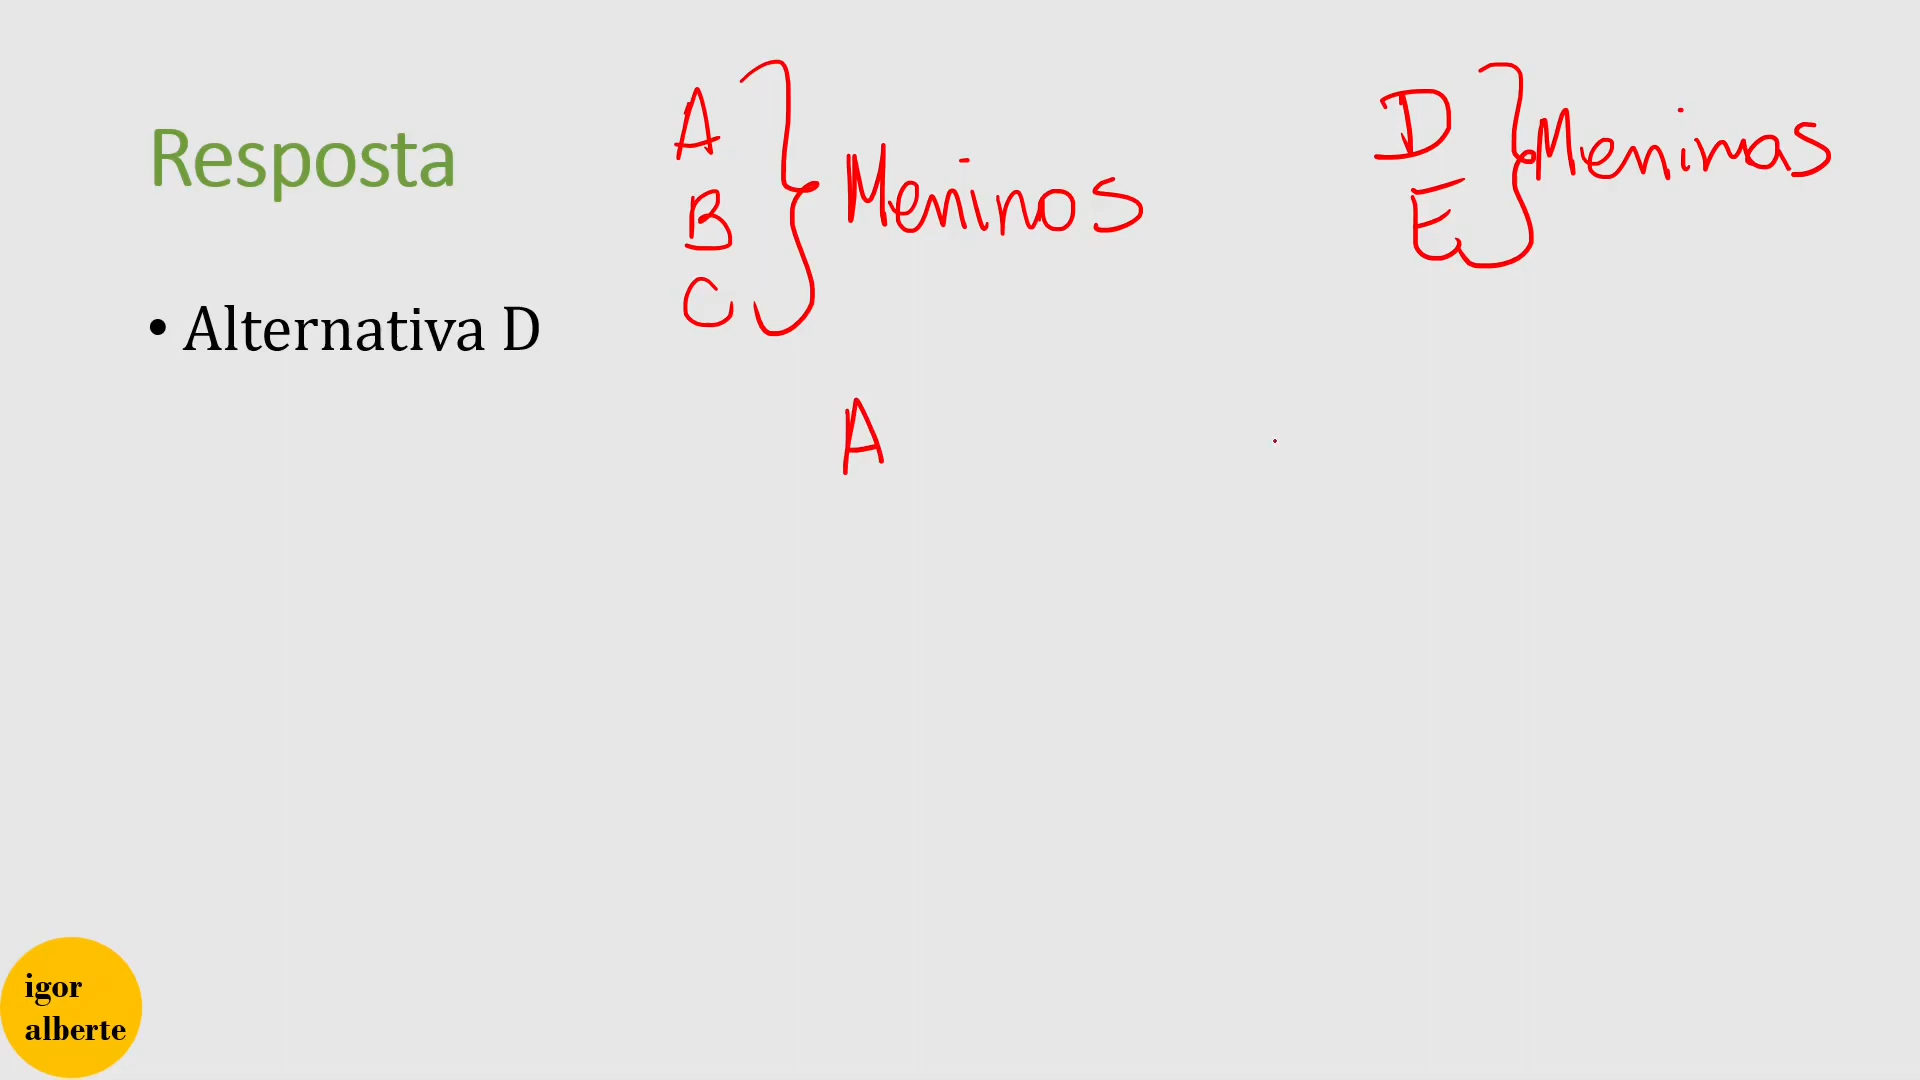 Resposta
• Alternativa D
A
B
C
Meninos
D
E
Meninas
A
igor
alberte